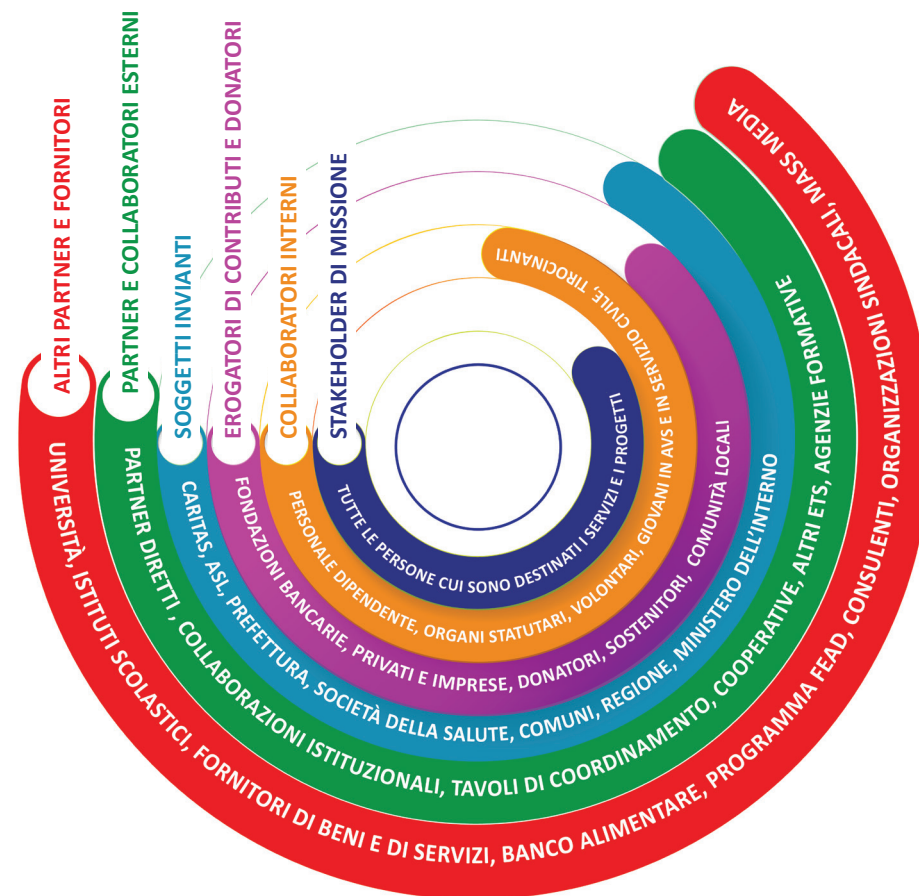 ALTRI PARTNER E FORNITORI
PARTNER E COLLABORATORI ESTERNI
SOGGETTI INVIANTI
EROGATORI DI CONTRIBUTI E DONATORI
COLLABORATORI INTERNI
STAKEHOLDER DI MISSIONE
UNIVERSITÀ, ISTITUTI SCOLASTICI, FORNITORI DI BENI E DI SERVIZI, BANCO ALIMENTARE, PROGRAMMA FEAD, CONSULENTI, ORGANIZZAZIONI SINDACALI, MASS MEDIA
PARTNER DIRETTI , COLLABORAZIONI ISTITUZIONALI, TAVOLI DI COORDINAMENTO, COOPERATIVE, ALTRI ETS, AGENZIE FORMATIVE
CARITAS, ASL, PREFETTURA, SOCIETÀ DELLA SALUTE, COMUNI, REGIONE, MINISTERO DELL'INTERNO
FONDAZIONI BANCARIE, PRIVATI E IMPRESE, DONATORI, SOSTENITORI, COMUNITÀ LOCALI
PERSONALE DIPENDENTE, ORGANI STATUTARI, VOLONTARI, GIOVANI IN AVS E IN SERVIZIO CIVILE, TIROCINANTI
TUTTE LE PERSONE CUI SONO DESTINATI I SERVIZI E I PROGETTI